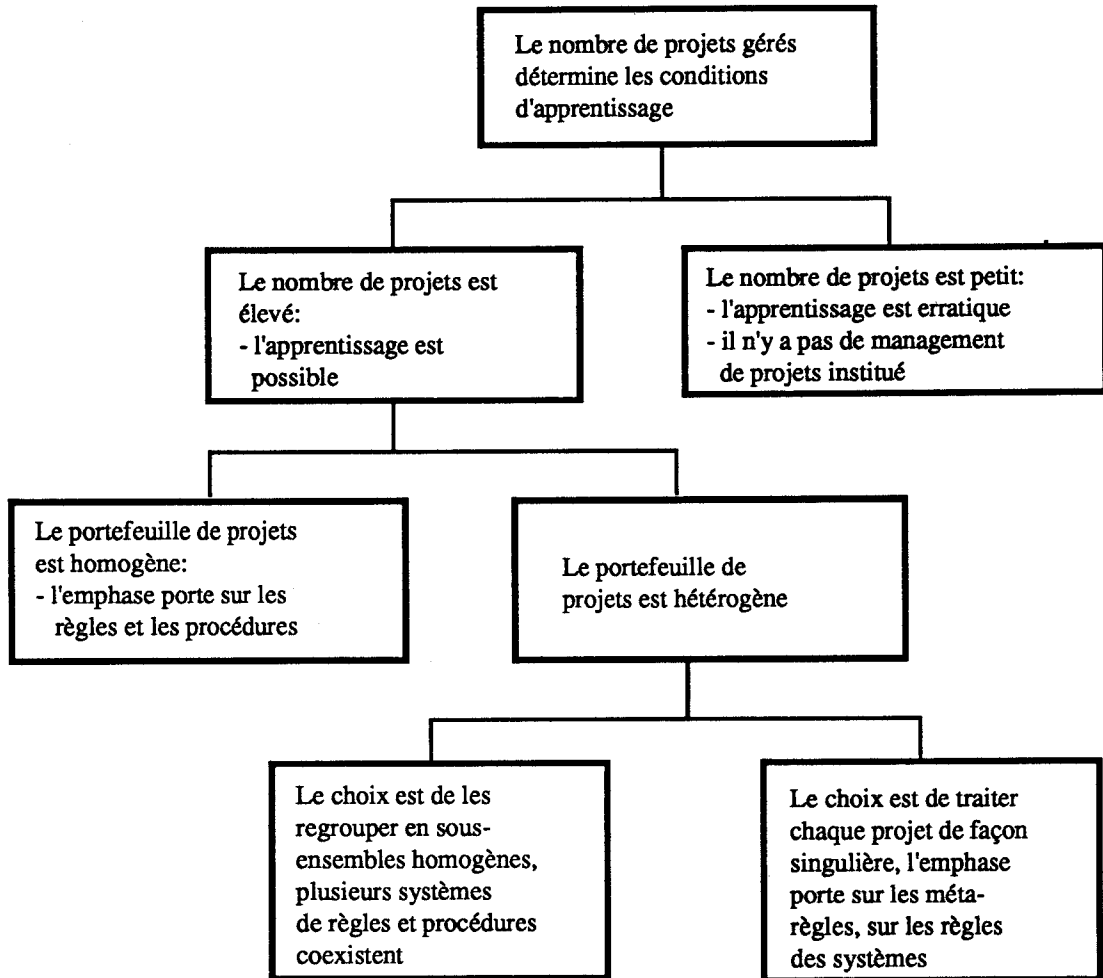 Le nombre de projets gérés
détermine les conditions
d'apprentissage
Le nombre de projets est
élevé:
- l'apprentissage est
possible
Le nombre de projets est petit:
- l'apprentissage est erratique
- il n'y a pas de management
de projets institué
Le portefeuille de projets
est homogène:
- l'emphase porte sur les
règles et les procédures
Le portefeuille de
projets est hétérogène
Le choix est de les
regrouper en sous-
ensembles homogènes,
plusieurs systèmes
de règles et procédures
coexistent
Le choix est de traiter
chaque projet de façon
singulière, l'emphase
porte sur les méta-
règles, sur les règles
des systèmes